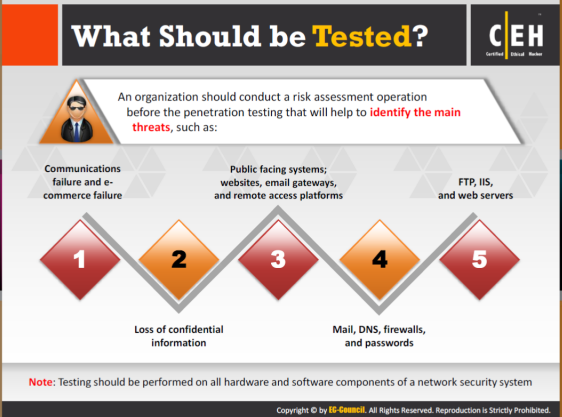 What Should be Tested?
C|EH
Certified Ethical Hacker
An organization should conduct a risk assessment operation
before the penetration testing that will help to identify the main
threats, such as:
Communications
failure and e-
commerce failure
Public facing systems;
websites, email gateways,
and remote access platforms
FTP, IIS,
and web servers
1
2
3
4
5
Loss of confidential
information
Mail, DNS, firewalls,
and passwords
Note: Testing should be performed on all hardware and software components of a network security system
Copyright © by EG-Council. All Rights Reserved. Reproduction is Strictly Prohibited.